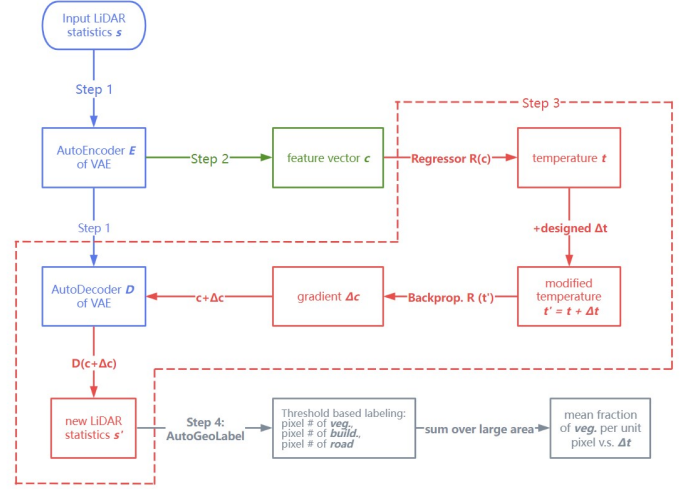 Input LiDAR
statistics s
Step 1
Step 3
AutoEncoder E
of VAE
Step 2
feature vector c
Regressor R(c)
temperature t
Step 1
+designed Δt
AutoDecoder D
of VAE
c+Δc
gradient Δc
Backprop. R (t')
modified
temperature
t' = t + Δt
D(c+Δc)
new LiDAR
statistics s'
Step 4:
AutoGeoLabel
Threshold based labeling:
pixel # of veg.,
pixel # of build.,
pixel # of road
sum over large area
mean fraction
of veg. per unit
pixel v.s. Δt